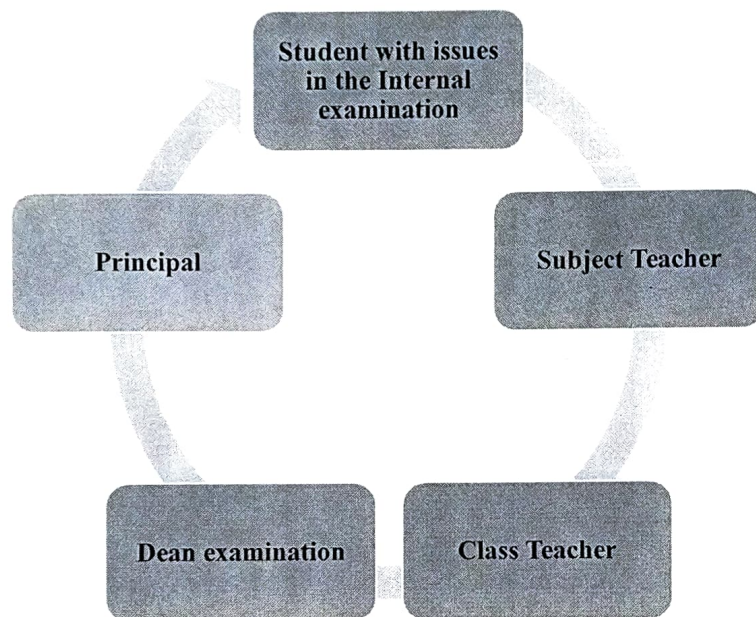 Student with issues
in the Internal
examination
Subject Teacher
Class Teacher
Dean examination
Principal